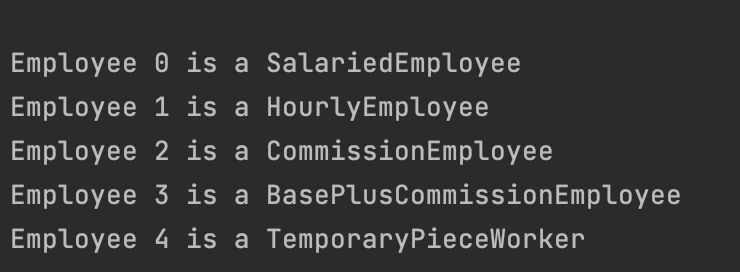 Employee 0 is a SalariedEmployee
Employee 1 is a HourlyEmployee
Employee 2 is a CommissionEmployee
Employee 3 is a BasePlusCommissionEmployee
Employee 4 is a TemporaryPieceWorker